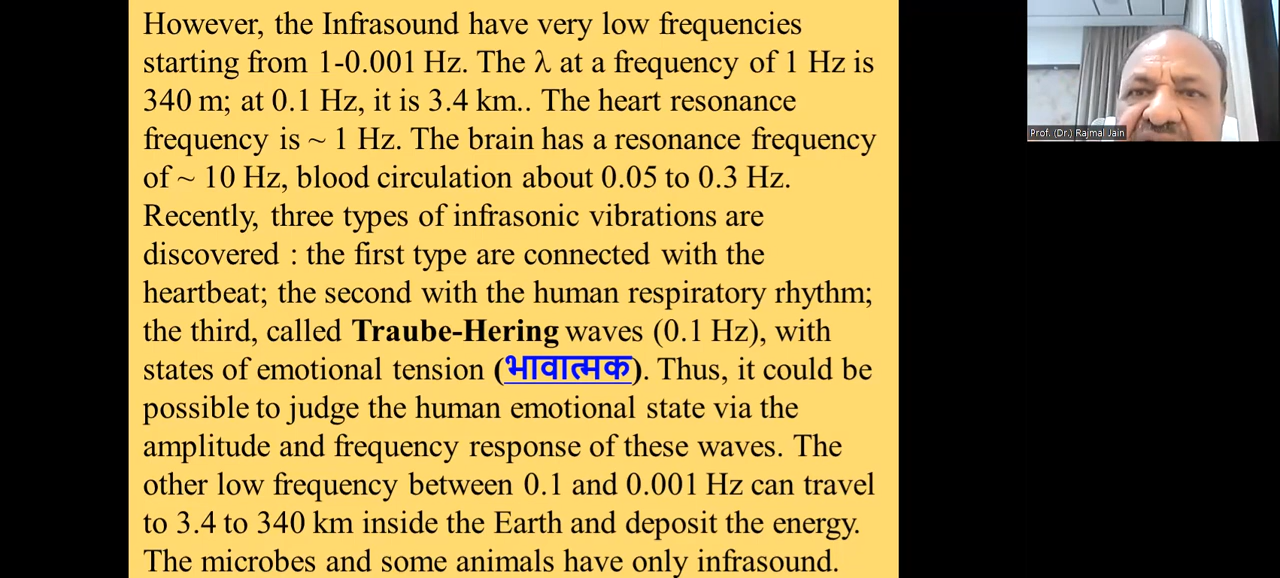 However, the Infrasound have very low frequencies
starting from 1-0.001 Hz. The λ at a frequency of 1 Hz is
340 m; at 0.1 Hz, it is 3.4 km.. The heart resonance
frequency is ~ 1 Hz. The brain has a resonance frequency
of ~ 10 Hz, blood circulation about 0.05 to 0.3 Hz.
Recently, three types of infrasonic vibrations are
discovered : the first type are connected with the
heartbeat; the second with the human respiratory rhythm;
the third, called Traube-Hering waves (0.1 Hz), with
states of emotional tension (भावात्मक). Thus, it could be
possible to judge the human emotional state via the
amplitude and frequency response of these waves. The
other low frequency between 0.1 and 0.001 Hz can travel
to 3.4 to 340 km inside the Earth and deposit the energy.
The microbes and some animals have only infrasound.
Prof. (Dr.) Rajmal Jain